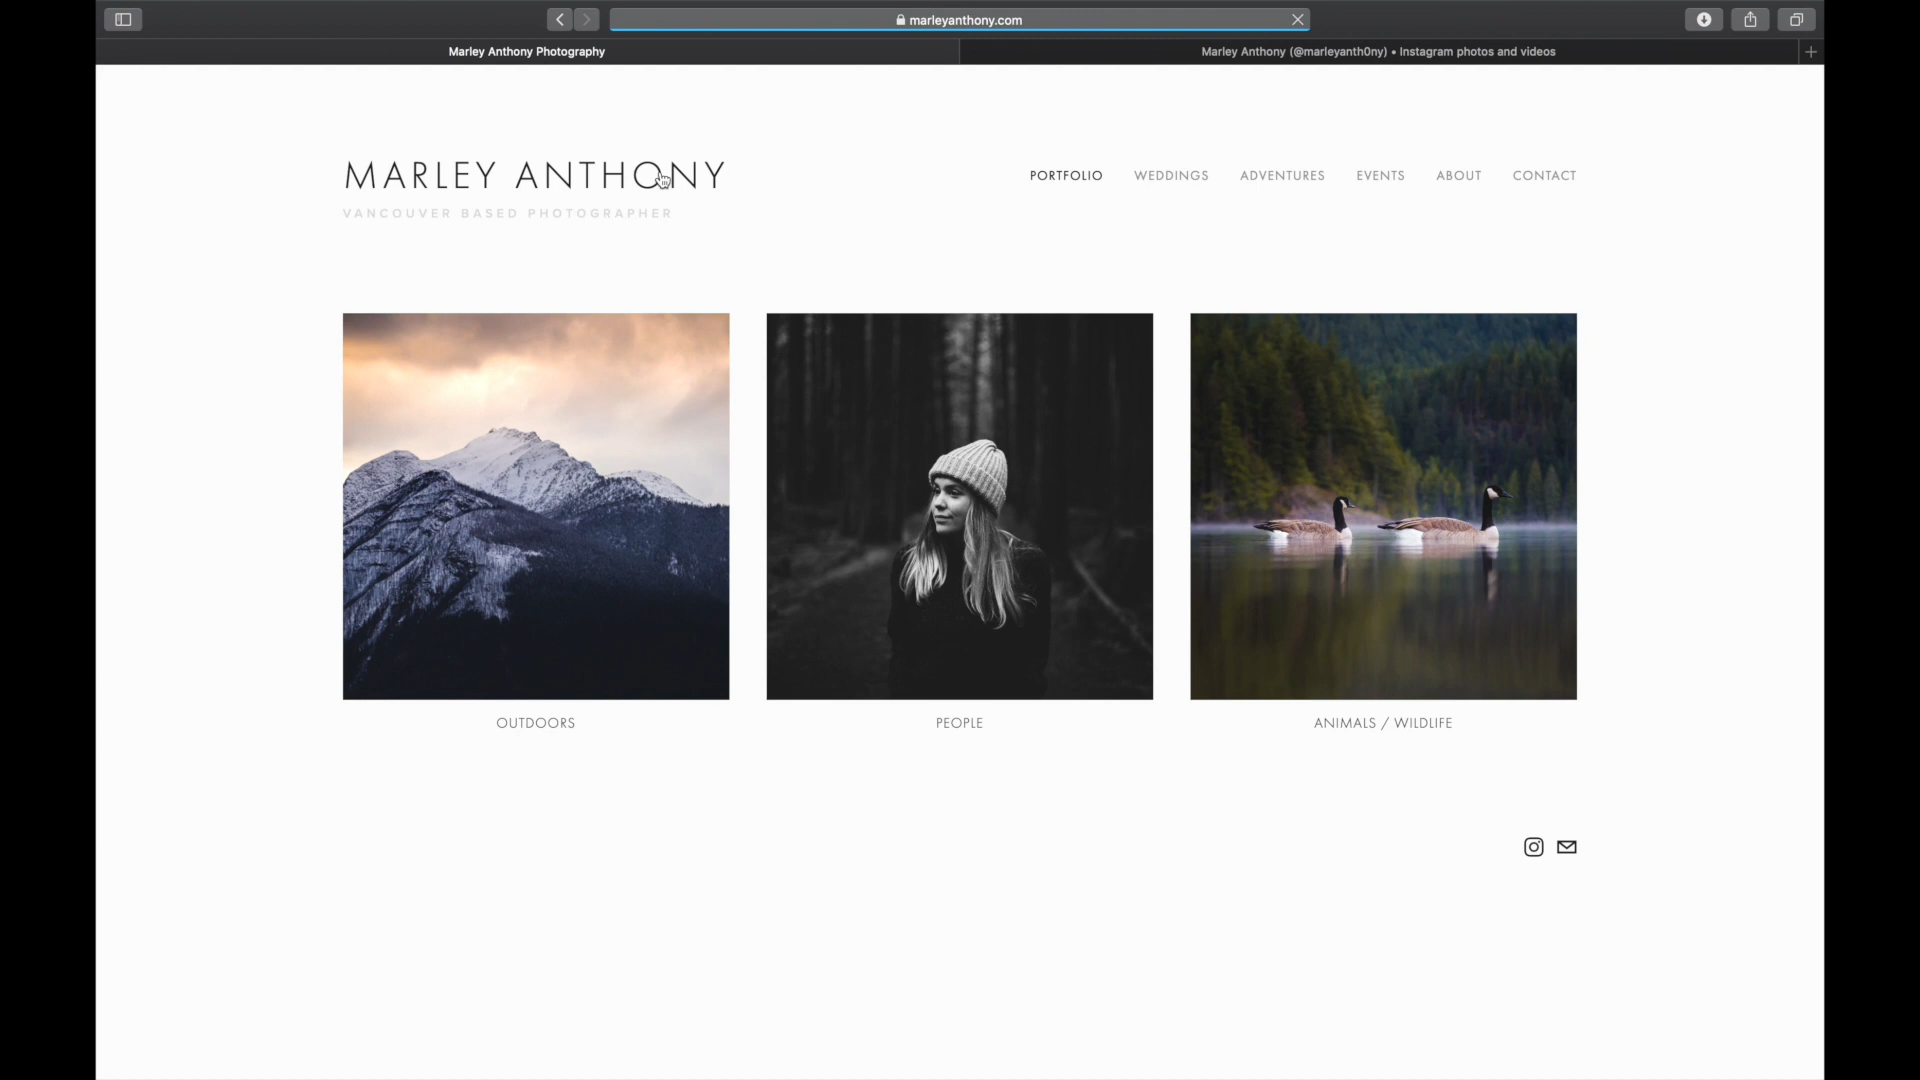 marleyanthony.com
Marley Anthony Photography
Marley Anthony (@marleyanth0ny) • Instagram photos and videos
MARLEY ANTHONY
VANCOUVER BASED PHOTOGRAPHER
PORTFOLIO WEDDINGS ADVENTURES EVENTS ABOUT CONTACT
OUTDOORS
PEOPLE
ANIMALS / WILDLIFE